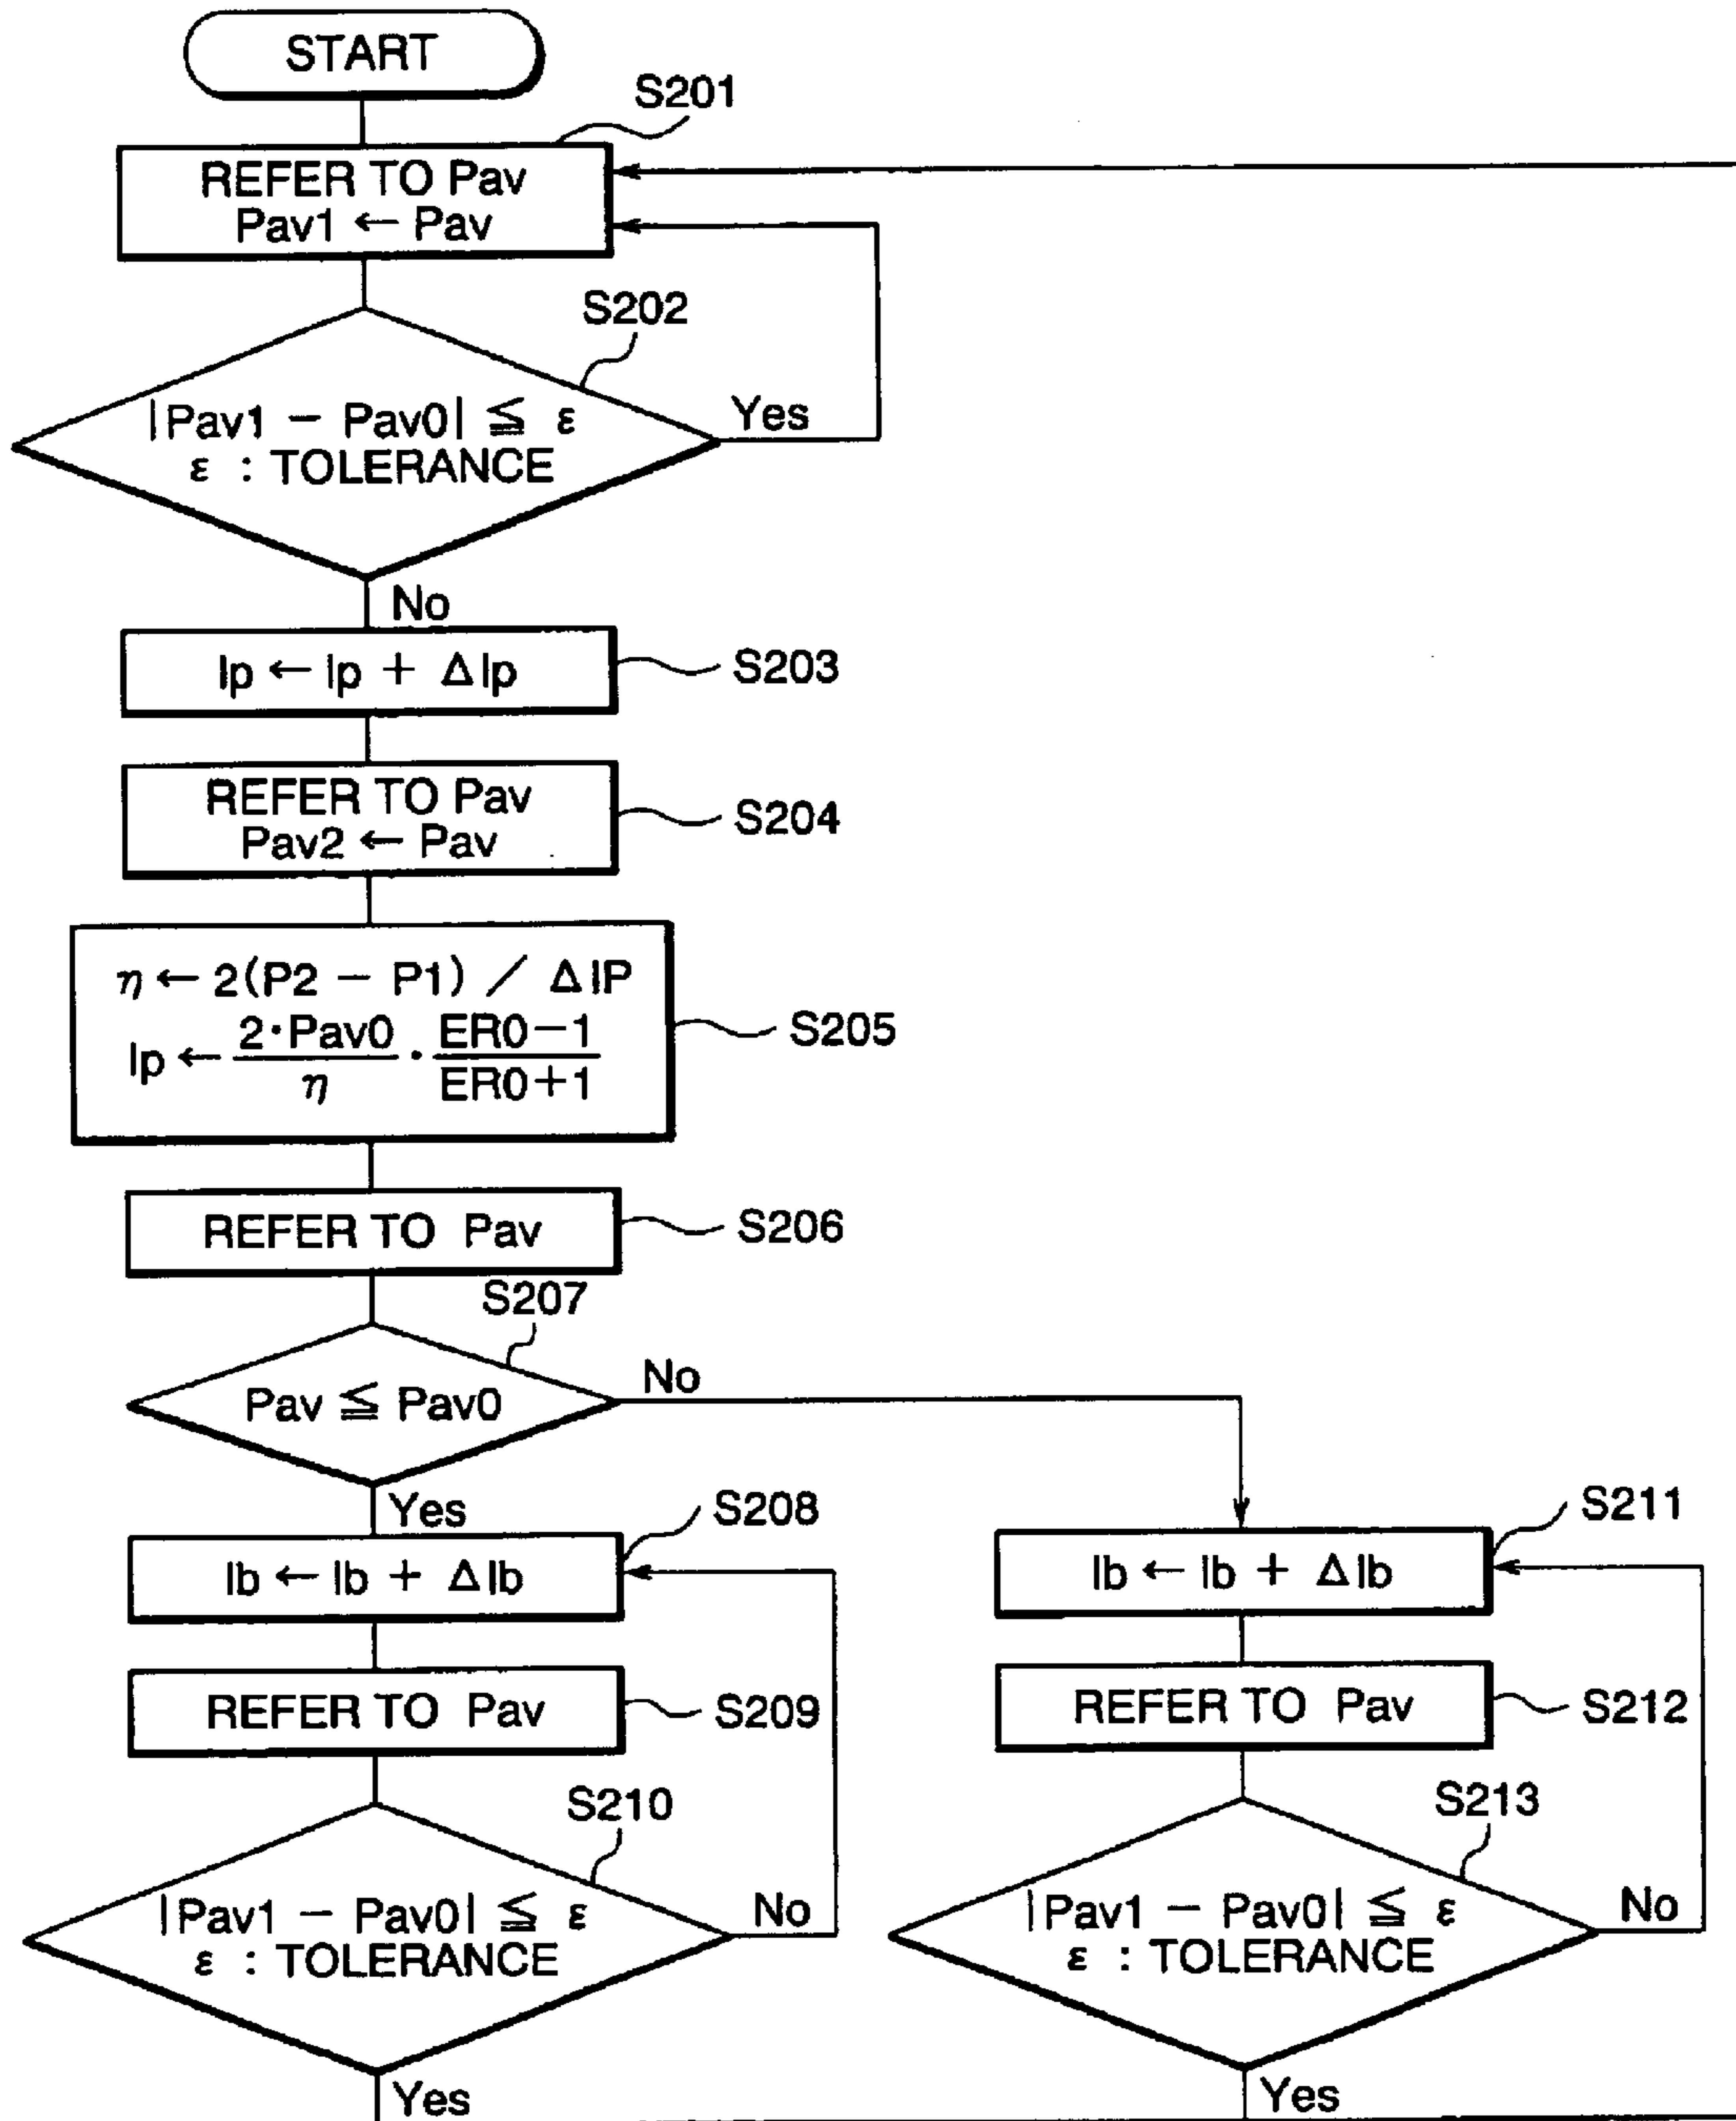 START
S201
REFER TO Pav
Pav1 ← Pav
S202
|Pav1 − Pav0| ≦ ε
ε : TOLERANCE
Yes
No
Ip ← Ip + ΔIp
S203
REFER TO Pav
Pav2 ← Pav
S204
η ← 2(P2 − P1) / ΔIP
Ip ← 2·Pav0/η · ER0−1/ER0+1
S205
REFER TO Pav
S206
S207
Pav ≦ Pav0
No
Yes
S208
Ib ← Ib + ΔIb
REFER TO Pav
S209
S210
|Pav1 − Pav0| ≦ ε
ε : TOLERANCE
No
Yes
S211
Ib ← Ib + ΔIb
REFER TO Pav
S212
S213
|Pav1 − Pav0| ≦ ε
ε : TOLERANCE
No
Yes